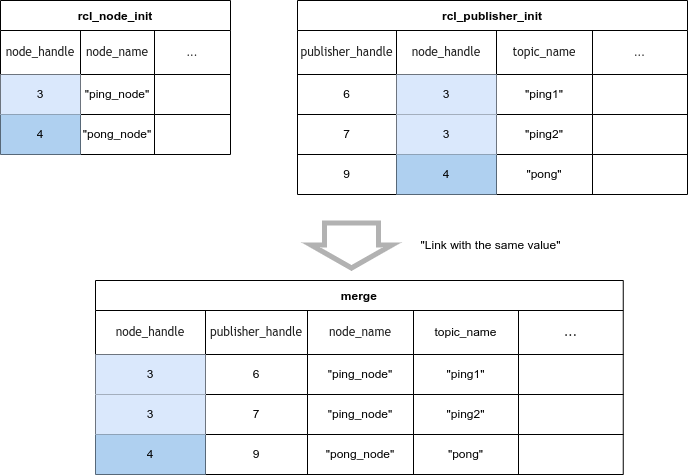 rcl_node_init
node_handle node_name ...
3 "ping_node"
4 "pong_node"
rcl_publisher_init
publisher_handle node_handle topic_name ...
6 3 "ping1"
7 3 "ping2"
9 4 "pong"
"Link with the same value"
merge
node_handle publisher_handle node_name topic_name ...
3 6 "ping_node" "ping1"
3 7 "ping_node" "ping2"
4 9 "pong_node" "pong"